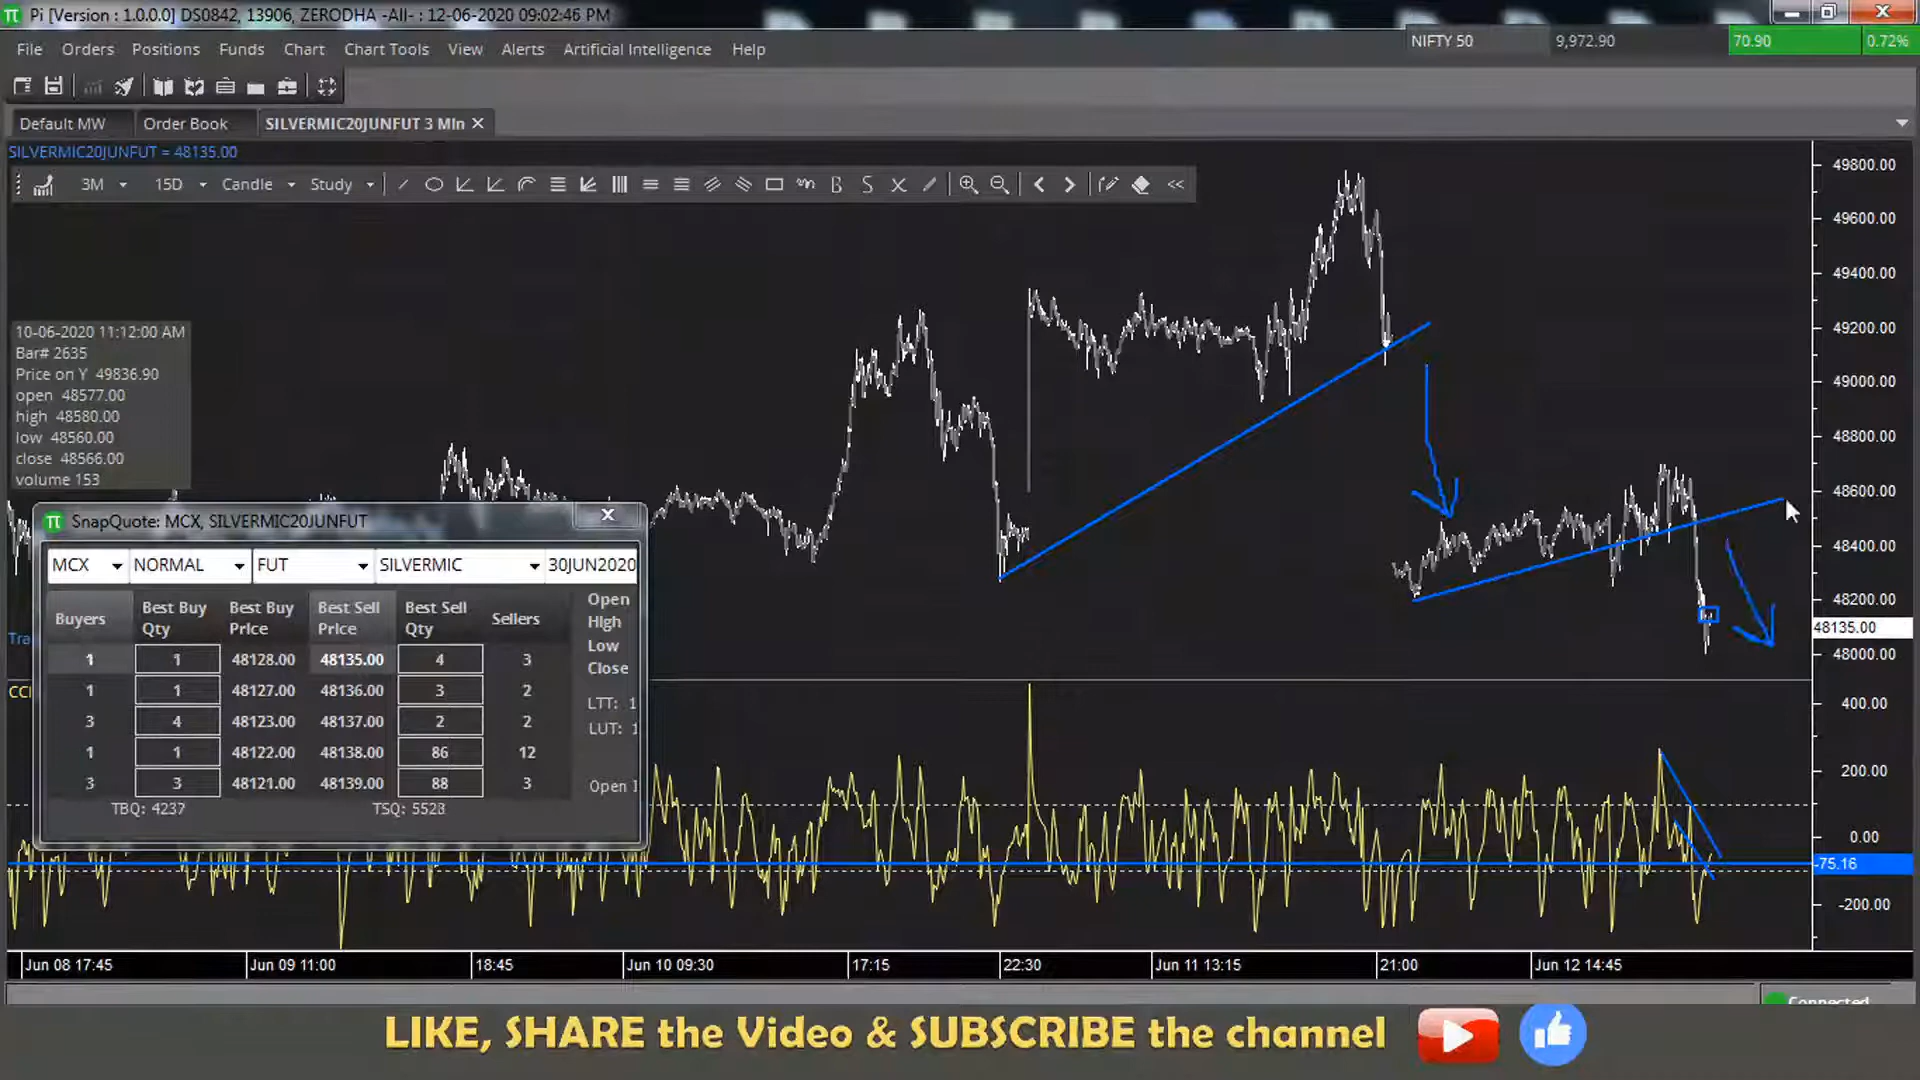 Pi [Version : 1.0.0.0] DS0842, 13906, ZERODHA -All- : 12-06-2020 09:02:46 PM
File Orders Positions Funds Chart Chart Tools View Alerts Artificial Intelligence Help
NIFTY 50 9,972.90 70.90 0.72%
Default MW Order Book SILVERMIC20JUNFUT 3 MIn
SILVERMIC20JUNFUT = 48135.00
3M 15D Candle Study
49800.00
49600.00
49400.00
49200.00
49000.00
48800.00
48600.00
48400.00
48200.00
48135.00
48000.00
10-06-2020 11:12:00 AM
Bar# 2635
Price on Y 49836.90
open 48577.00
high 48580.00
low 48560.00
close 48566.00
volume 153
SnapQuote: MCX, SILVERMIC20JUNFUT
MCX NORMAL FUT SILVERMIC 30JUN2020
Buyers Best Buy Qty Best Buy Price Best Sell Price Best Sell Qty Sellers
1 1 48128.00 48135.00 4 3
1 1 48127.00 48136.00 3 2
3 4 48123.00 48137.00 2 2
1 1 48122.00 48138.00 86 12
3 3 48121.00 48139.00 88 3
TBQ: 4237 TSQ: 5528
Open
High
Low
Close
LTT: 1
LUT: 1
Open I
Tra
CCI
400.00
200.00
0.00
-75.16
-200.00
Jun 08 17:45 Jun 09 11:00 18:45 Jun 10 09:30 17:15 22:30 Jun 11 13:15 21:00 Jun 12 14:45
Connected
LIKE, SHARE the Video & SUBSCRIBE the channel